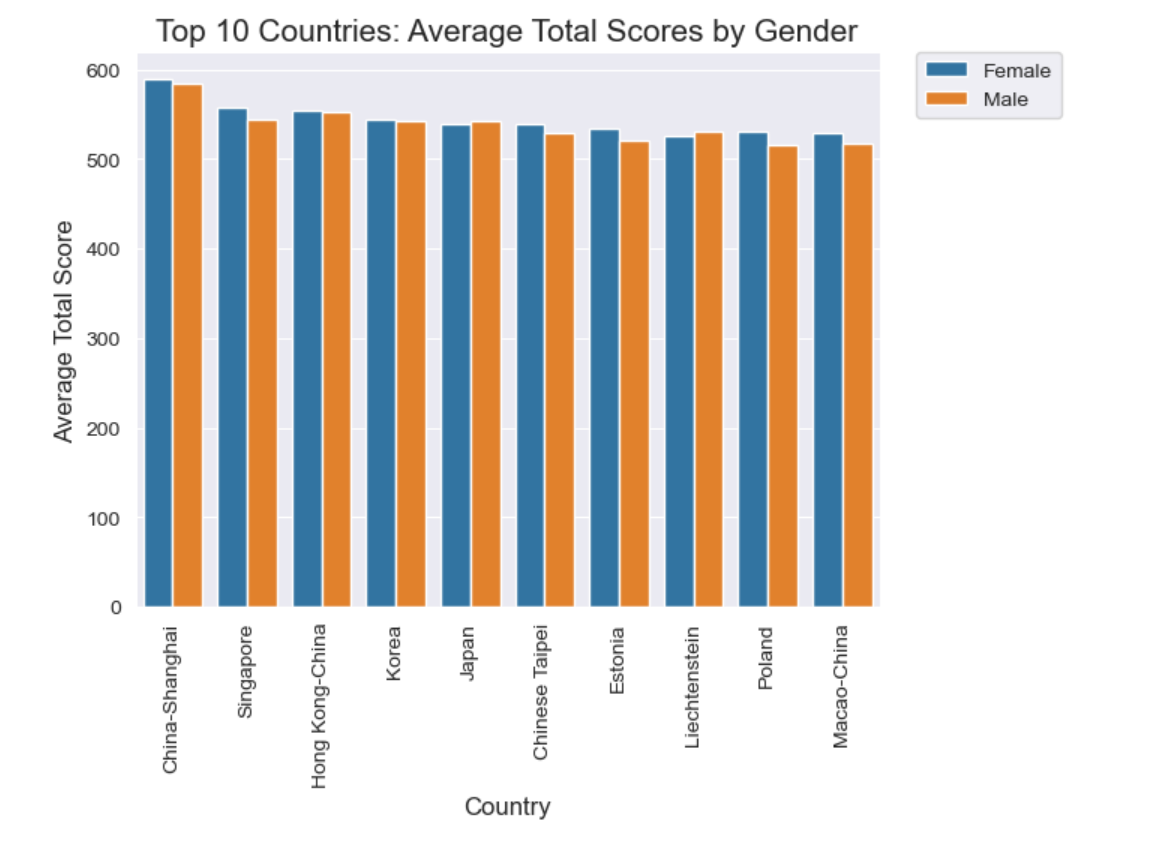 Top 10 Countries: Average Total Scores by Gender
Female
Male
Average Total Score
600
500
400
300
200
100
0
China-Shanghai
Singapore
Hong Kong-China
Korea
Japan
Chinese Taipei
Estonia
Liechtenstein
Poland
Macao-China
Country